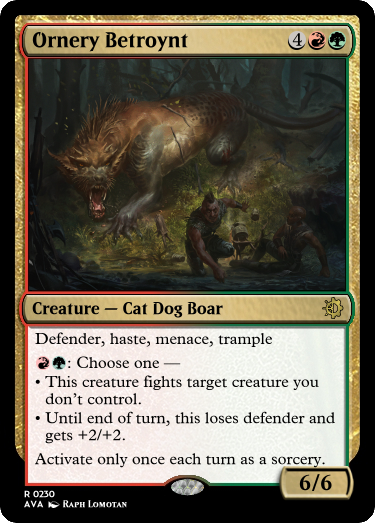 Ornery Betroynt 4
Creature — Cat Dog Boar
Defender, haste, menace, trample
: Choose one —
• This creature fights target creature you
don't control.
• Until end of turn, this loses defender and
gets +2/+2.
Activate only once each turn as a sorcery.
6/6
R 0230
AVA Raph Lomotan